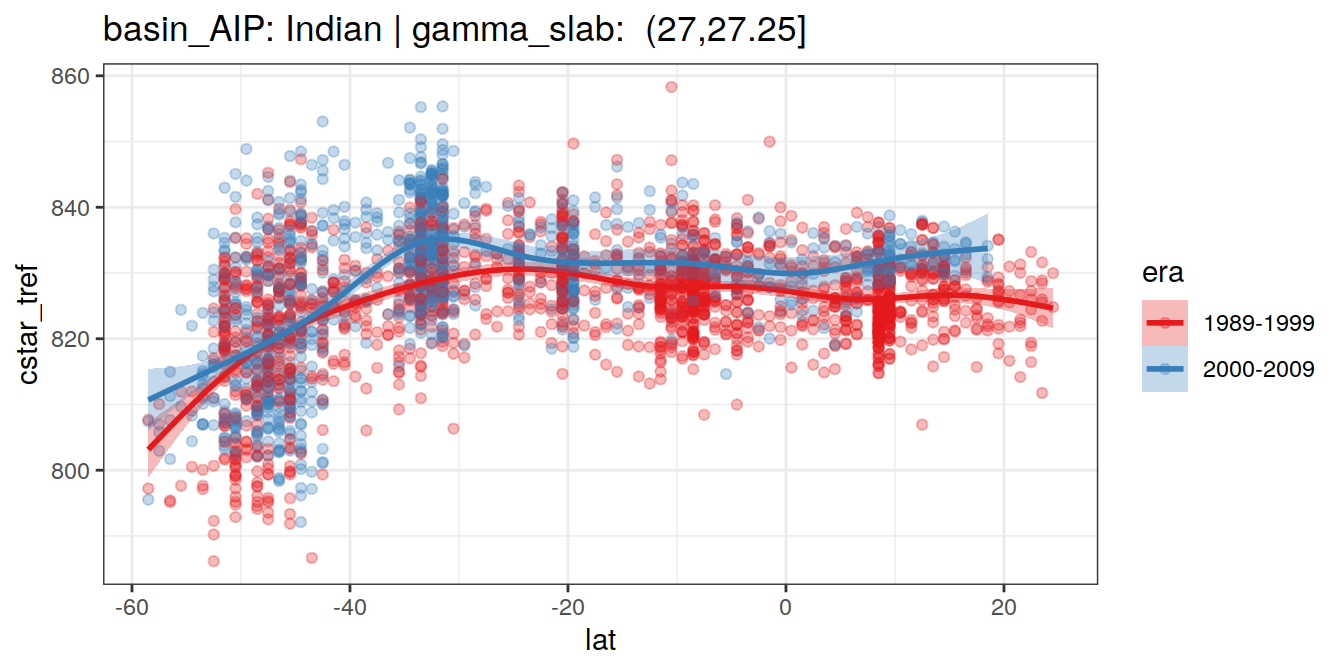 basin_AIP: Indian | gamma_slab:  (27,27.25]
860
840
820
800
cstar_tref
-60
-40
-20
0
20
lat
era
1989-1999
2000-2009